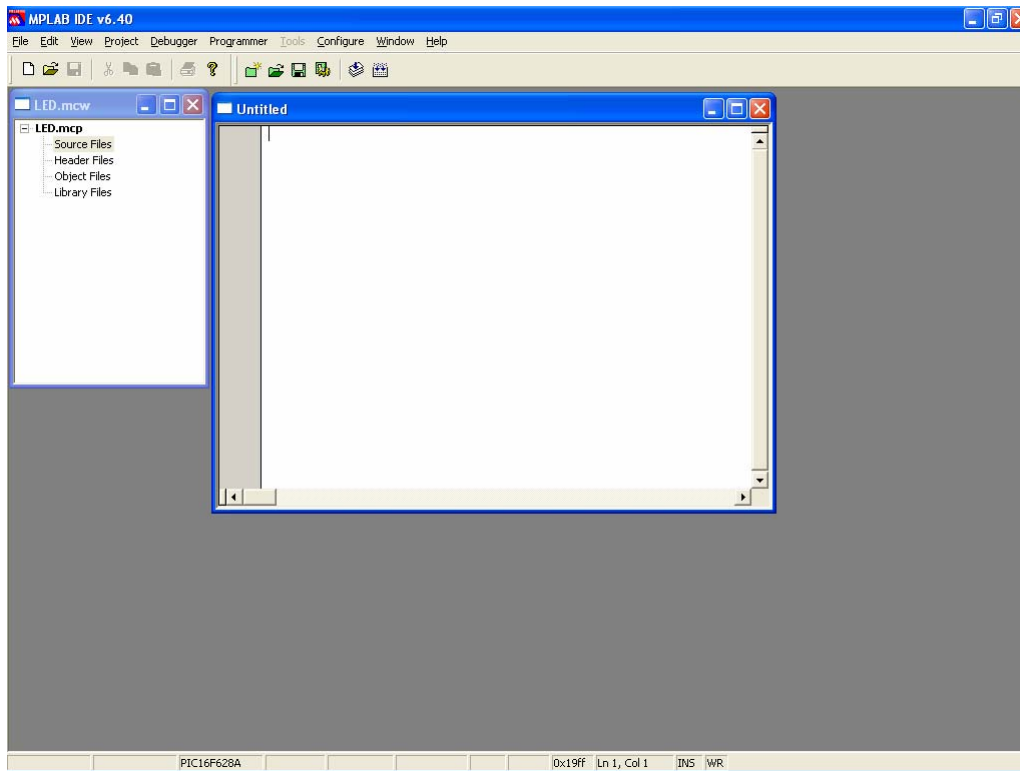 MPLAB IDE v6.40
File Edit View Project Debugger Programmer Tools Configure Window Help
LED.mcw
LED.mcp
Source Files
Header Files
Object Files
Library Files
Untitled
PIC16F628A 0x19ff Ln 1, Col 1 INS WR